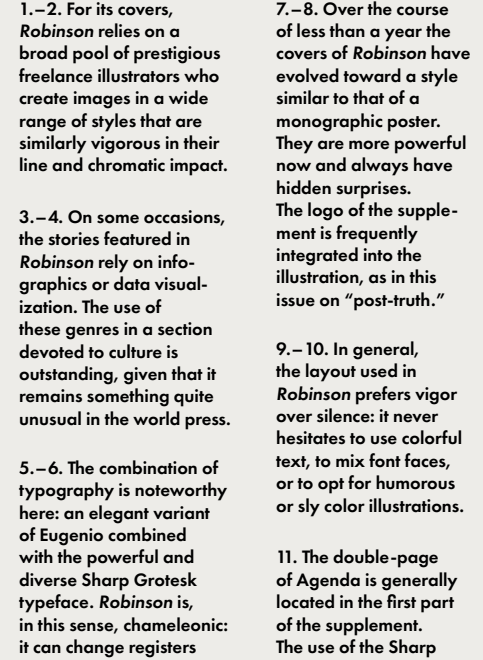 1.–2. For its covers,
Robinson relies on a
broad pool of prestigious
freelance illustrators who
create images in a wide
range of styles that are
similarly vigorous in their
line and chromatic impact.
3.–4. On some occasions,
the stories featured in
Robinson rely on info-
graphics or data visual-
ization. The use of
these genres in a section
devoted to culture is
outstanding, given that it
remains something quite
unusual in the world press.
5.–6. The combination of
typography is noteworthy
here: an elegant variant
of Eugenio combined
with the powerful and
diverse Sharp Grotesk
typeface. Robinson is,
in this sense, chameleonic:
it can change registers
7.–8. Over the course
of less than a year the
covers of Robinson have
evolved toward a style
similar to that of a
monographic poster.
They are more powerful
now and always have
hidden surprises.
The logo of the supple-
ment is frequently
integrated into the
illustration, as in this
issue on “post-truth.”
9.–10. In general,
the layout used in
Robinson prefers vigor
over silence: it never
hesitates to use colorful
text, to mix font faces,
or to opt for humorous
or sly color illustrations.
11. The double-page
of Agenda is generally
located in the first part
of the supplement.
The use of the Sharp